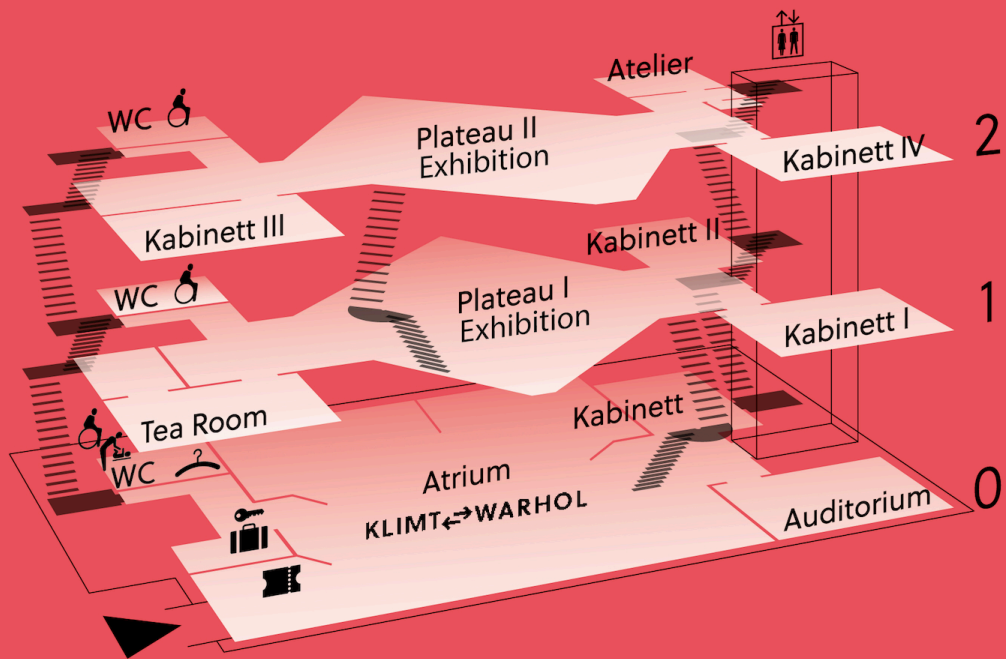 Atelier
WC
Plateau II
Exhibition
2
Kabinett IV
Kabinett III
Kabinett II
WC
Plateau I
Exhibition
1
Kabinett I
Tea Room
Kabinett
WC
Atrium
0
KLIMT⇄WARHOL
Auditorium